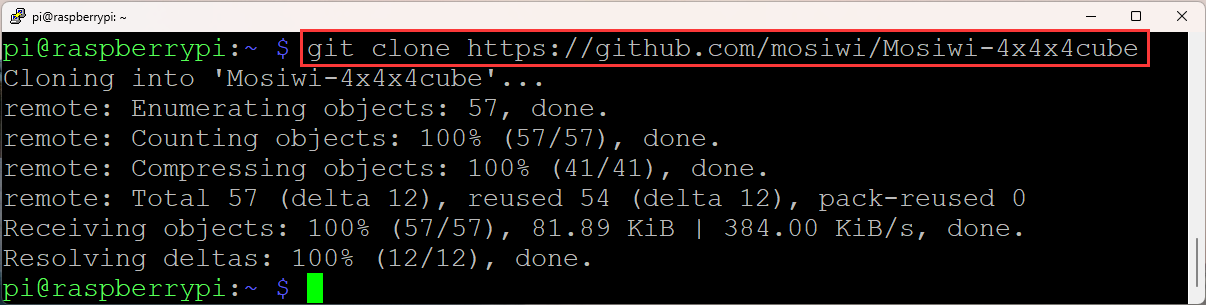 pi@raspberrypi: ~
pi@raspberrypi:~ $ git clone https://github.com/mosiwi/Mosiwi-4x4x4cube
Cloning into 'Mosiwi-4x4x4cube'...
remote: Enumerating objects: 57, done.
remote: Counting objects: 100% (57/57), done.
remote: Compressing objects: 100% (41/41), done.
remote: Total 57 (delta 12), reused 54 (delta 12), pack-reused 0
Receiving objects: 100% (57/57), 81.89 KiB | 384.00 KiB/s, done.
Resolving deltas: 100% (12/12), done.
pi@raspberrypi:~ $